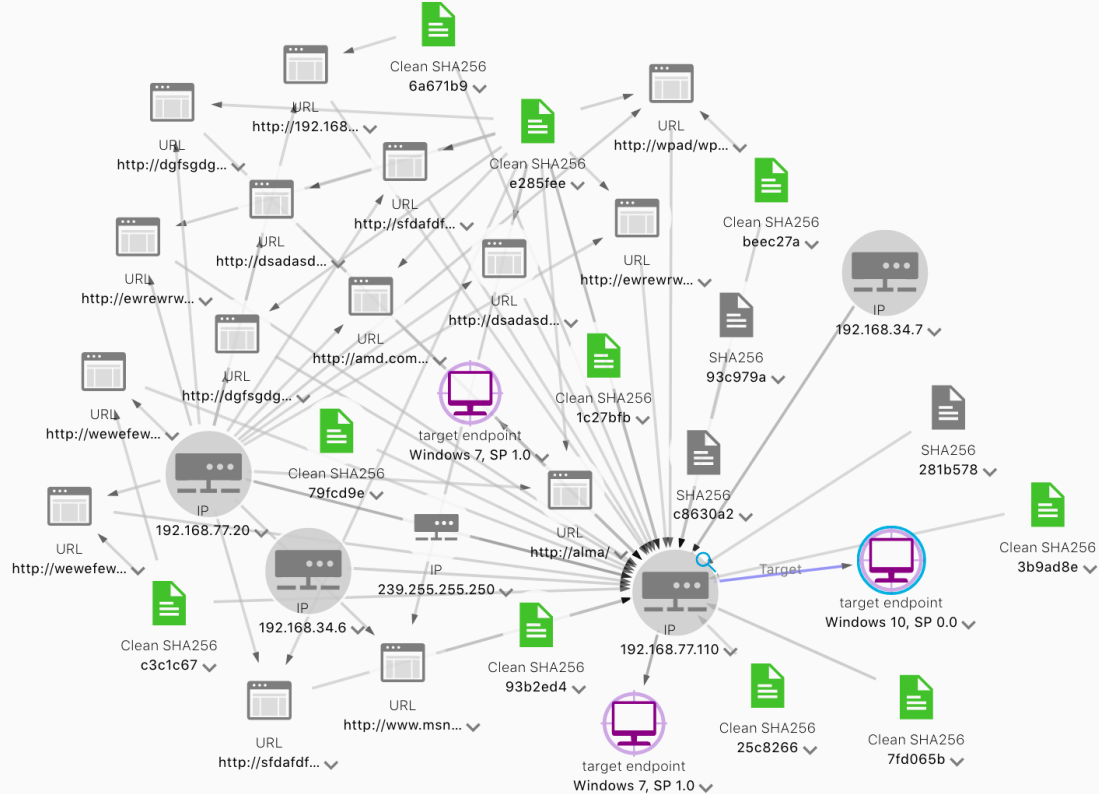 Clean SHA256
6a671b9
URL
http://192.168...
URL
http://dgfsgdg...
URL
http://wpad/wp...
Clean SHA256
e285fee
URL
http://sfdafdf...
Clean SHA256
beec27a
URL
http://dsadasd...
URL
http://ewrewrw...
URL
http://ewrewrw...
URL
http://dsadasd...
IP
192.168.34.7
URL
http://amd.com...
SHA256
93c979a
URL
http://dgfsgdg...
Clean SHA256
1c27bfb
URL
http://wewefew...
target endpoint
Windows 7, SP 1.0
SHA256
281b578
Clean SHA256
79fcd9e
SHA256
c8630a2
IP
192.168.77.20
URL
http://alma/
URL
http://wewefew...
Clean SHA256
3b9ad8e
IP
239.255.255.250
Target
target endpoint
Windows 10, SP 0.0
IP
192.168.34.6
IP
192.168.77.110
Clean SHA256
c3c1c67
Clean SHA256
93b2ed4
URL
http://www.msn...
Clean SHA256
25c8266
Clean SHA256
7fd065b
URL
http://sfdafdf...
target endpoint
Windows 7, SP 1.0